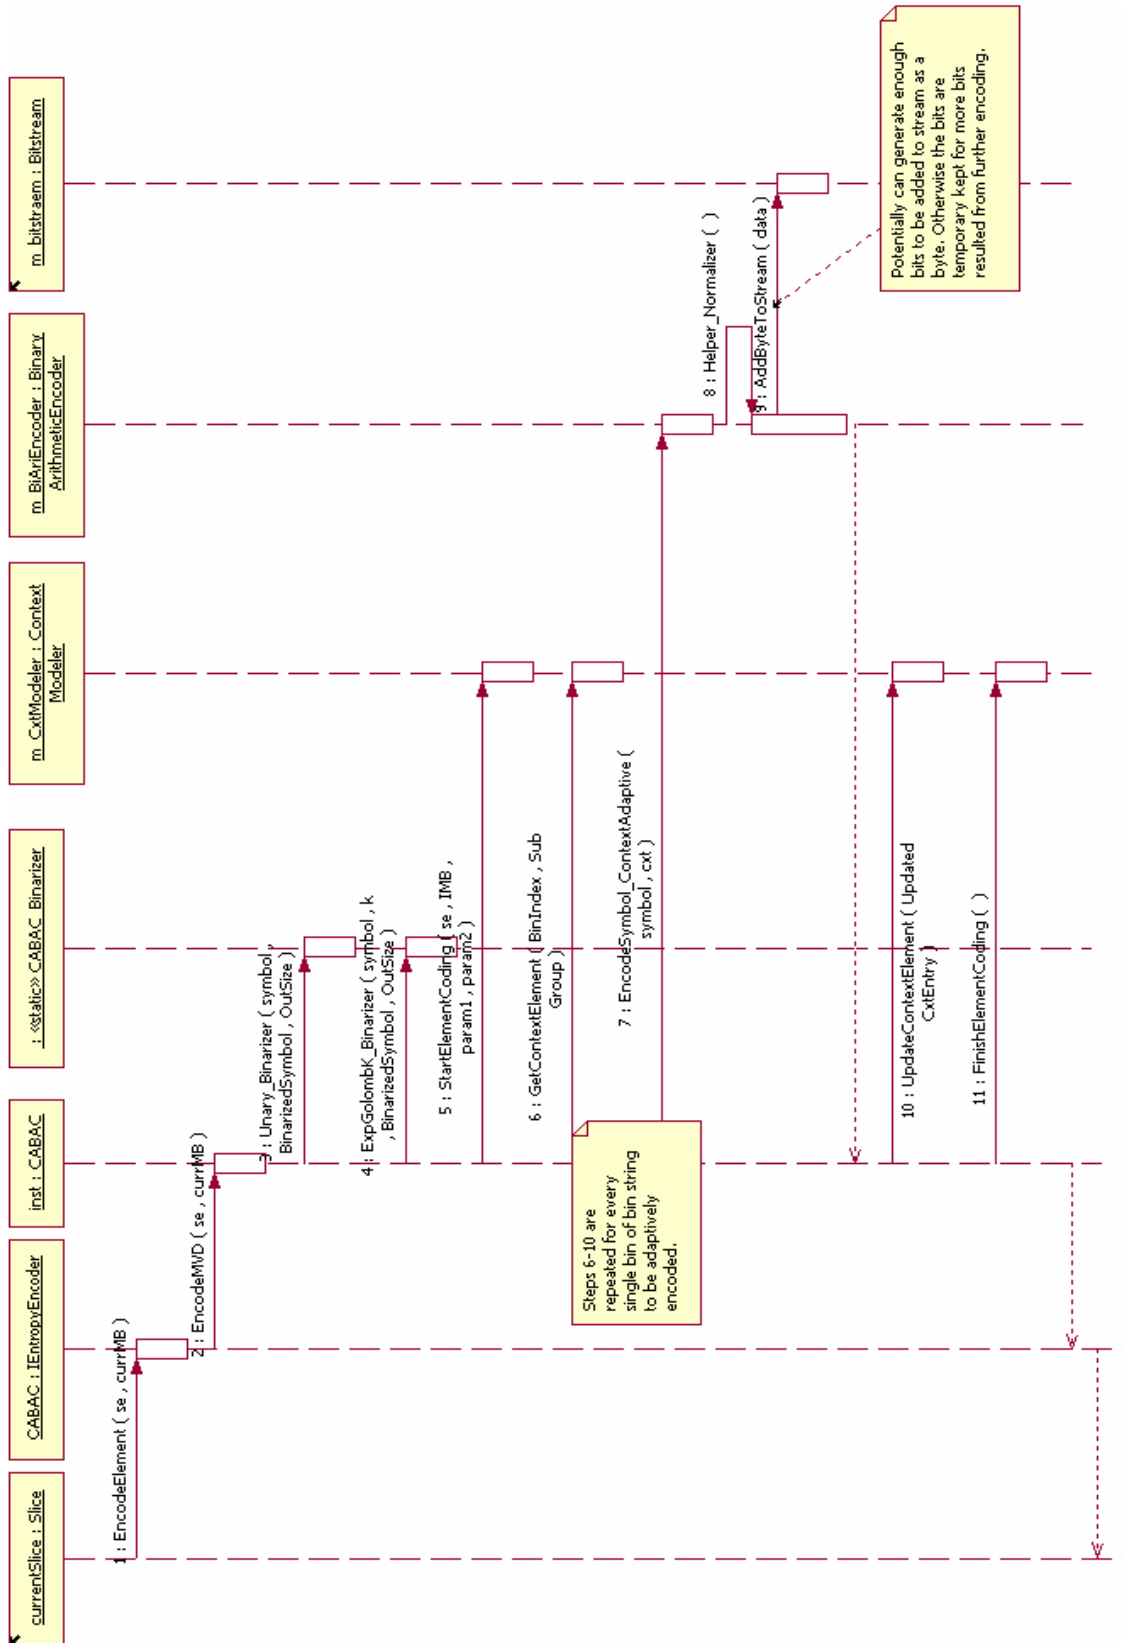 currentSlice : Slice
CABAC : IEntropyEncoder
inst : CABAC
: «static» CABAC_Binarizer
m_CxtModeler : Context
Modeler
m_BiAriEncoder : Binary
ArithmeticEncoder
m_bitstraem : Bitstream
1 : EncodeElement ( se , currMB )
2 : EncodeMVD ( se , currMB )
3 : Unary_Binarizer ( symbol ,
BinarizedSymbol , OutSize )
4 : ExpGolombK_Binarizer ( symbol , k
, BinarizedSymbol , OutSize )
5 : StartElementCoding ( se , IMB ,
param1 , param2 )
6 : GetContextElement ( BinIndex , Sub
Group )
7 : EncodeSymbol_ContextAdaptive (
symbol , cxt )
8 : Helper_Normalizer ( )
9 : AddByteToStream ( data )
Steps 6-10 are
repeated for every
single bin of bin string
to be adaptively
encoded.
Potentially can generate enough
bits to be added to stream as a
byte. Otherwise the bits are
temporary kept for more bits
resulted from further encoding.
10 : UpdateContextElement ( Updated
CxtEntry )
11 : FinishElementCoding ( )